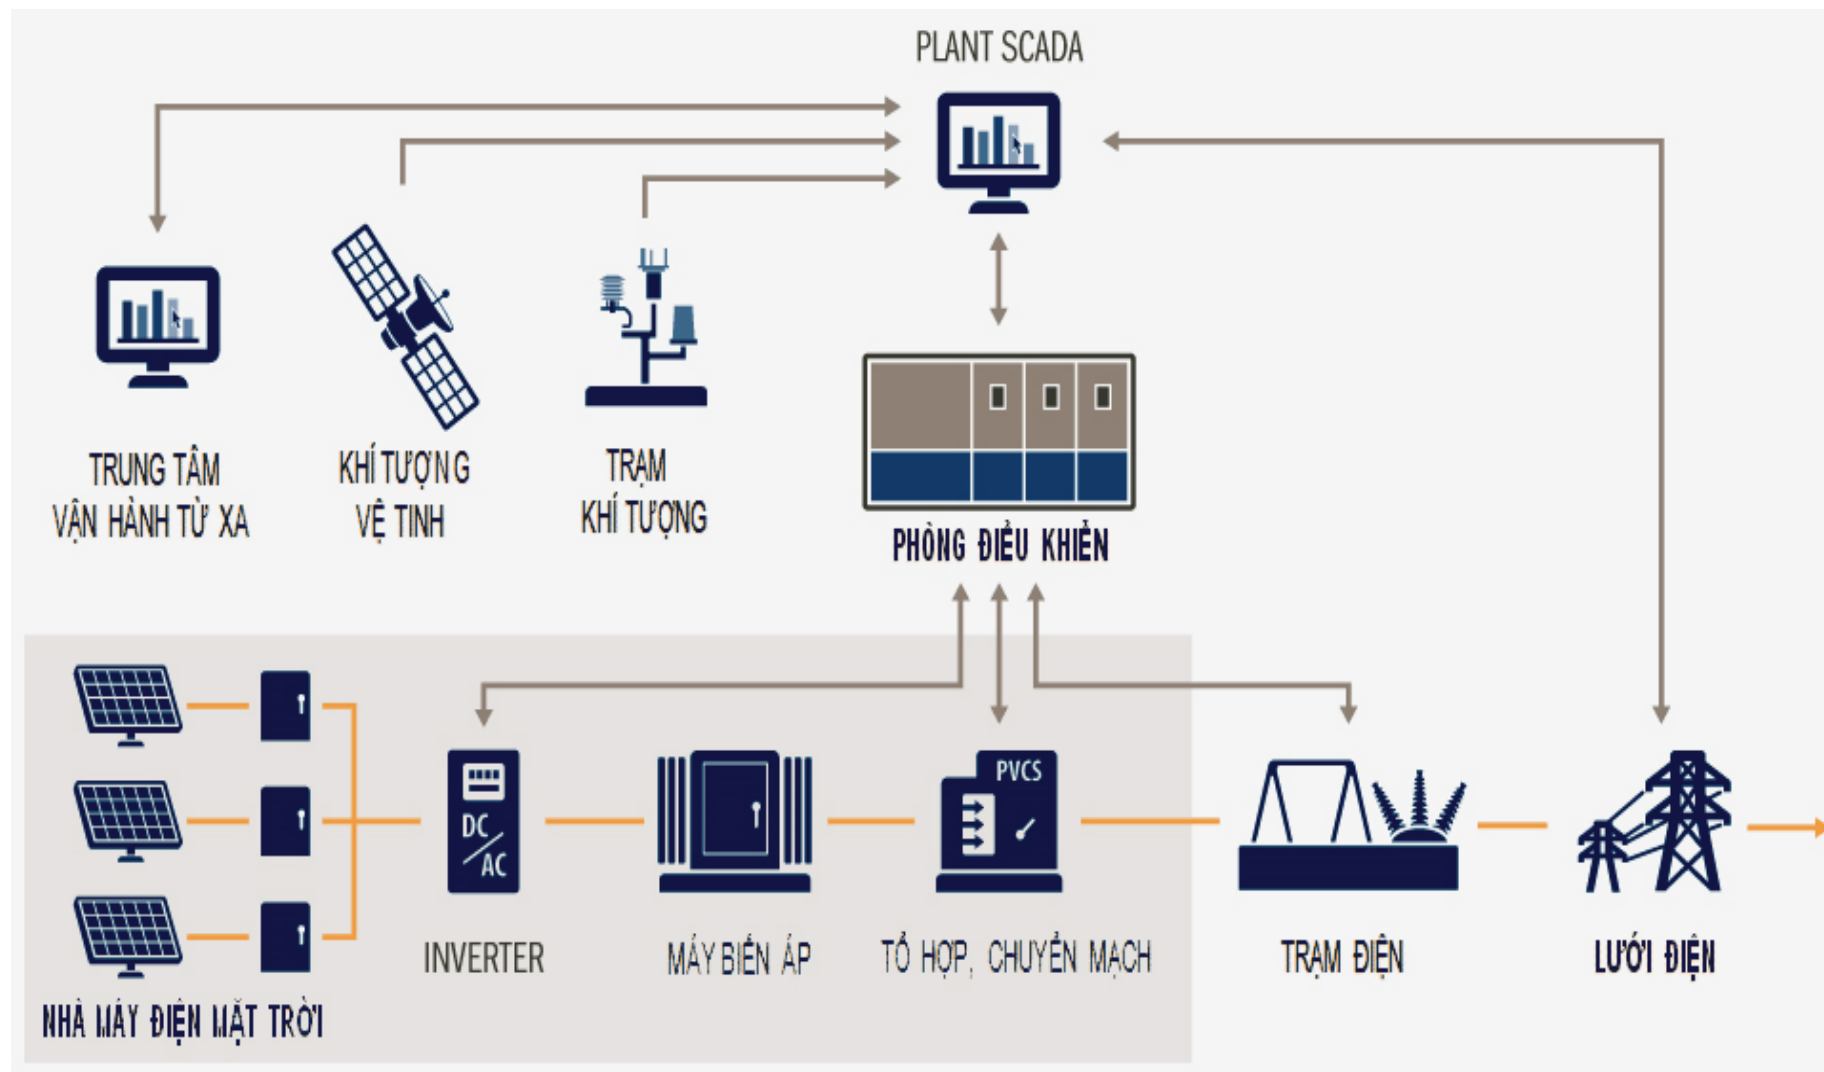 PLANT SCADA
TRUNG TÂM
VẬN HÀNH TỪ XA
KHÍ TƯỢNG
VỆ TINH
TRẠM
KHÍ TƯỢNG
PHÒNG ĐIỀU KHIỂN
PVCS
DC
AC
INVERTER
MÁY BIẾN ÁP
TỔ HỢP, CHUYỂN MẠCH
TRẠM ĐIỆN
LƯỚI ĐIỆN
NHÀ MÁY ĐIỆN MẶT TRỜI